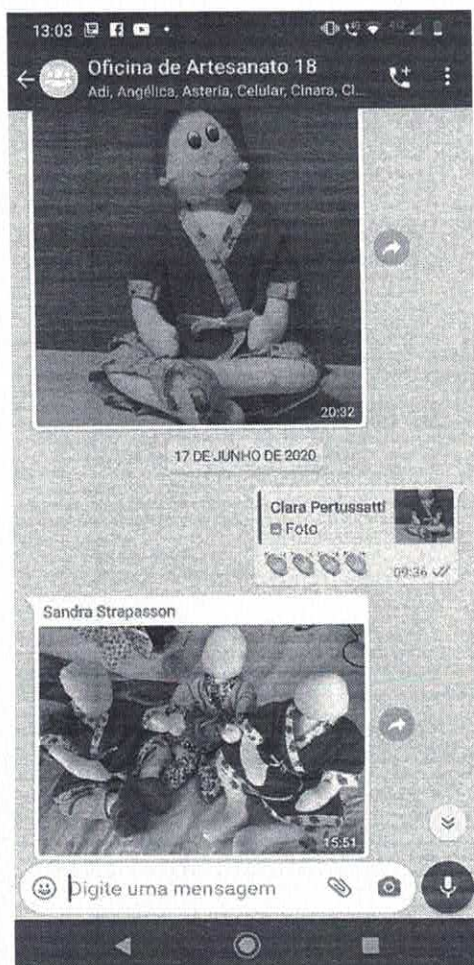 13:03
Oficina de Artesanato 18
Adi, Angélica, Asteria, Celular, Cinara, Cl...
20:32
17 DE JUNHO DE 2020
Clara Pertussatti
Foto
09:36
Sandra Strapasson
15:51
Digite uma mensagem